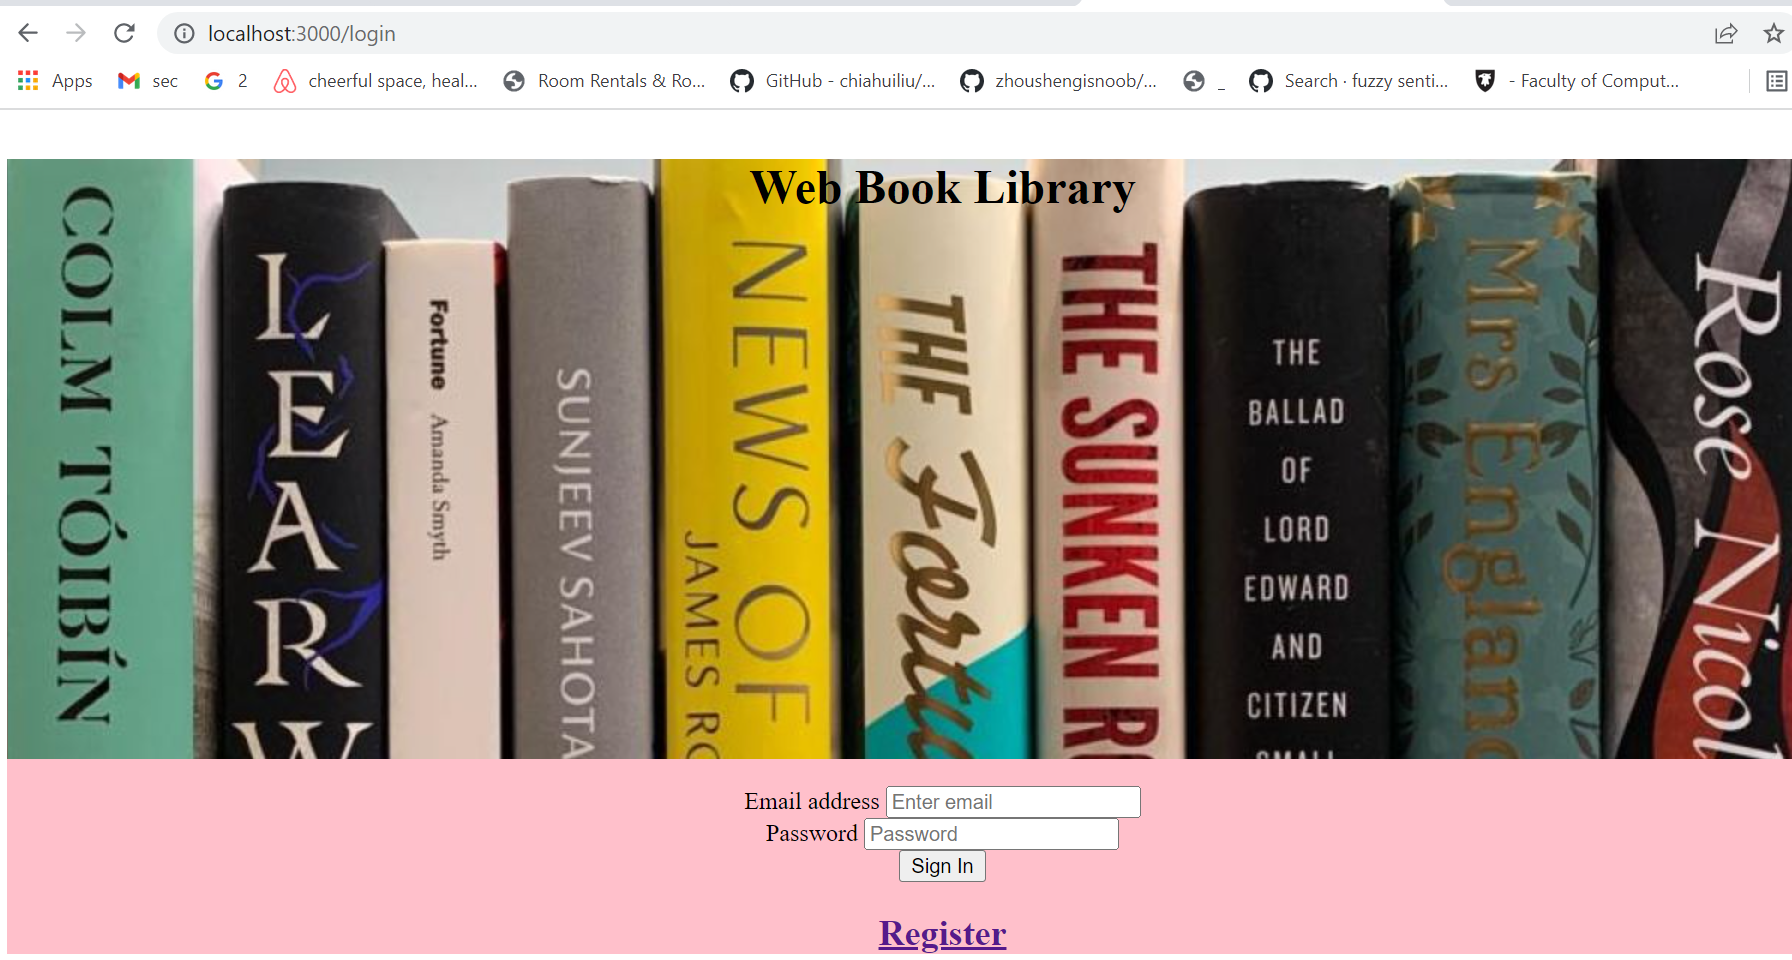 localhost:3000/login
Apps
sec
2
cheerful space, heal...
Room Rentals & Ro...
GitHub - chiahuiliu/...
zhoushengisnoob/...
_
Search · fuzzy senti...
- Faculty of Comput...
Web Book Library
COLM TÓIBÍN
LEARW
Fortune Amanda Smyth
SUNJEEV SAHOTA
NEWS OF
JAMES RO
THE Fortu
THE SUNKEN RO
THE
BALLAD
OF
LORD
EDWARD
AND
CITIZEN
SMALL
Mrs England
Rose Nicol
Email address Enter email
Password Password
Sign In
Register